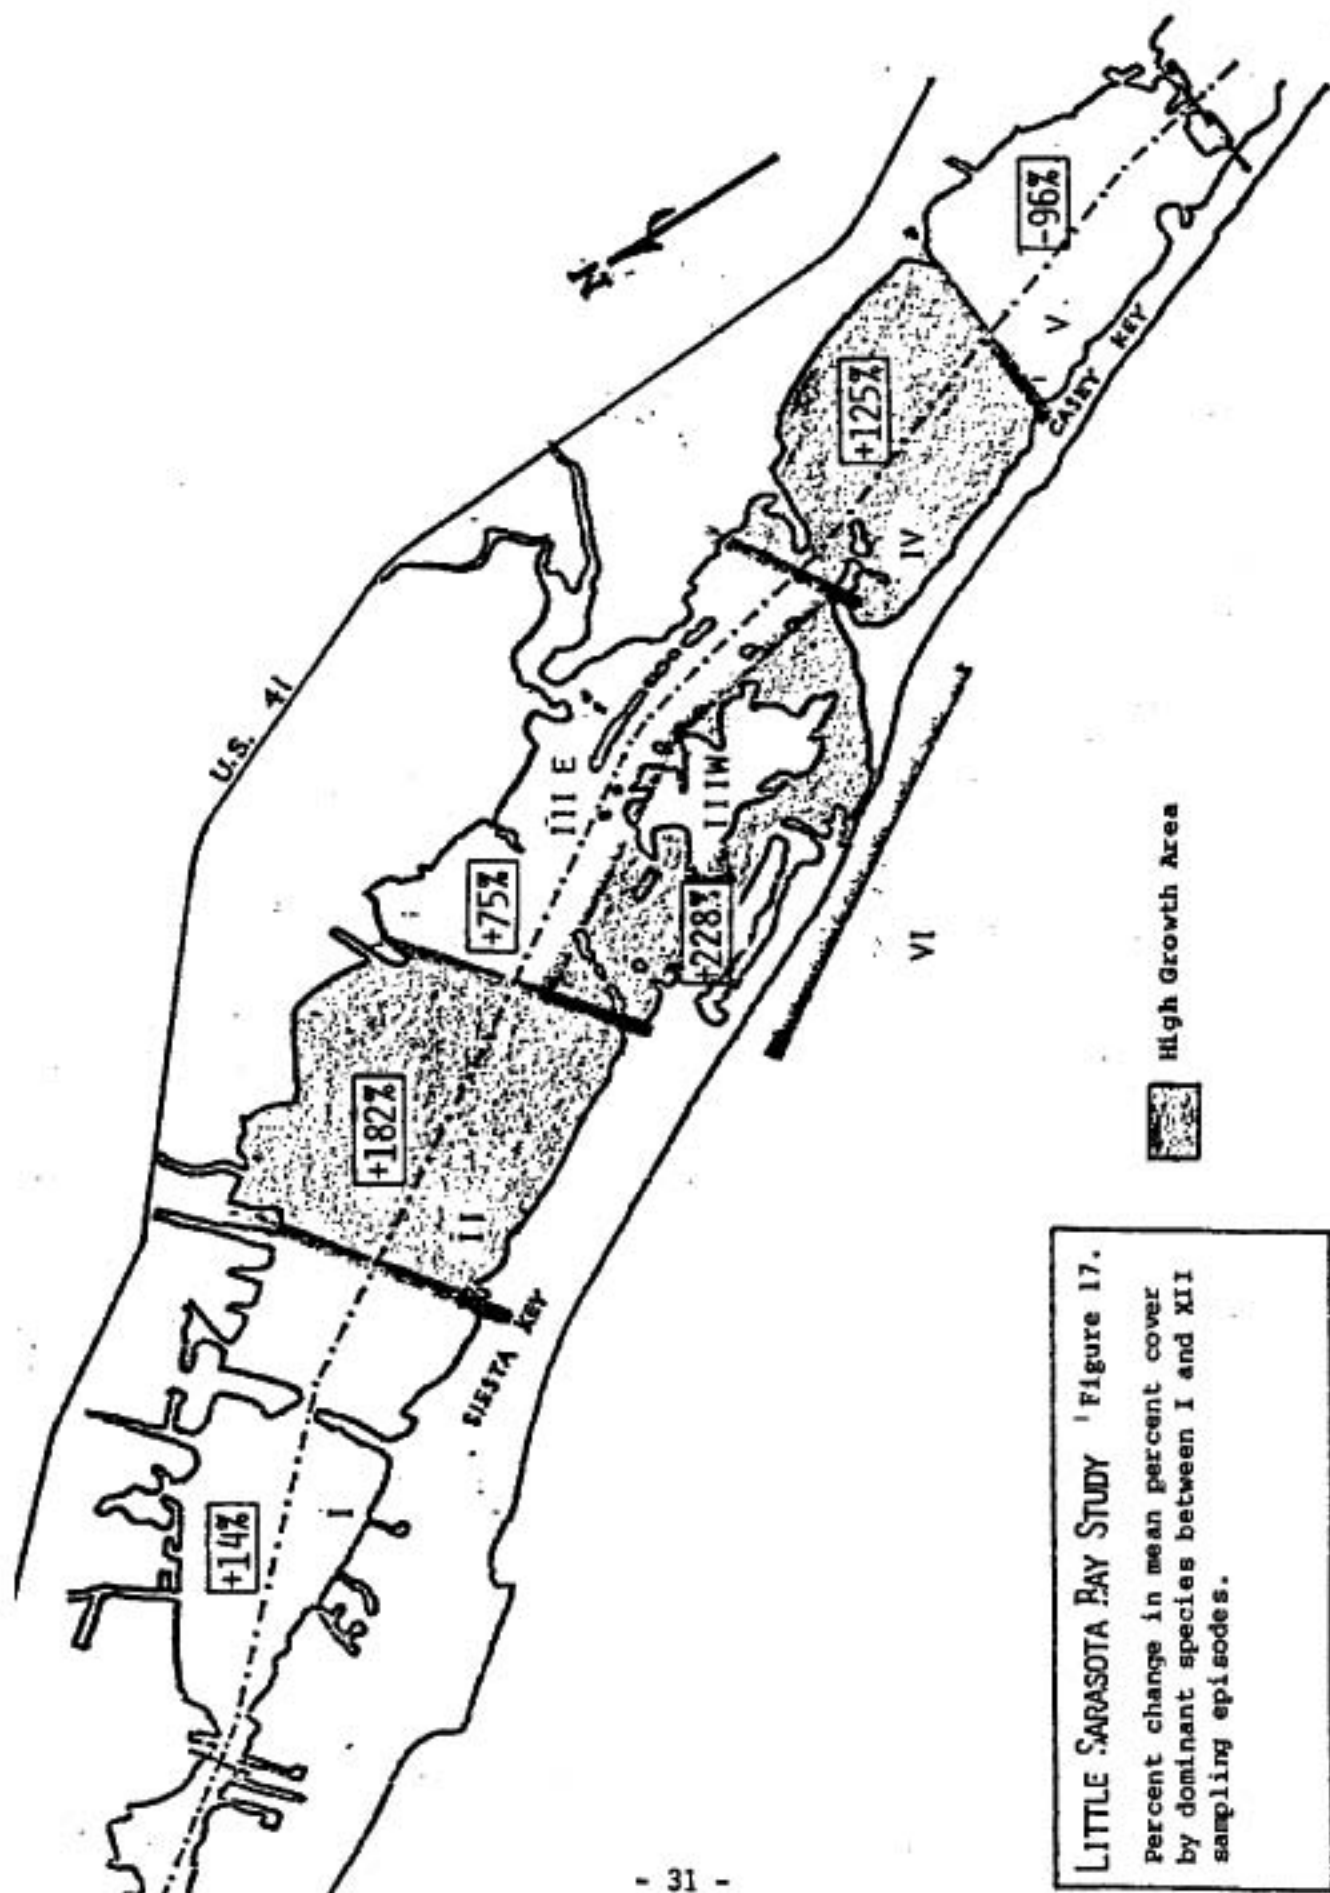 U.S. 41
N
+14%
I
SIESTA KEY
+182%
II
+75%
III E
+228%
IIIW
VI
+125%
IV
CASEY KEY
V
-96%
High Growth Area
LITTLE SARASOTA BAY STUDY Figure 17.
Percent change in mean percent cover
by dominant species between I and XII
sampling episodes.
- 31 -